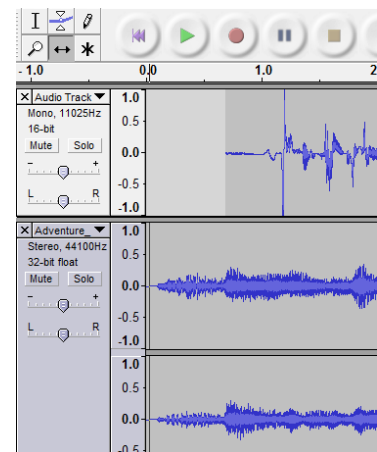 - 1.0 0.0 1.0 2
X Audio Track ▼ 1.0
Mono, 11025Hz
16-bit 0.5
Mute Solo
- + 0.0
-0.5
L R
-1.0
X Adventure_ ▼ 1.0
Stereo, 44100Hz
32-bit float 0.5
Mute Solo
- + 0.0
L R -0.5
-1.0
1.0
0.5
0.0
-0.5